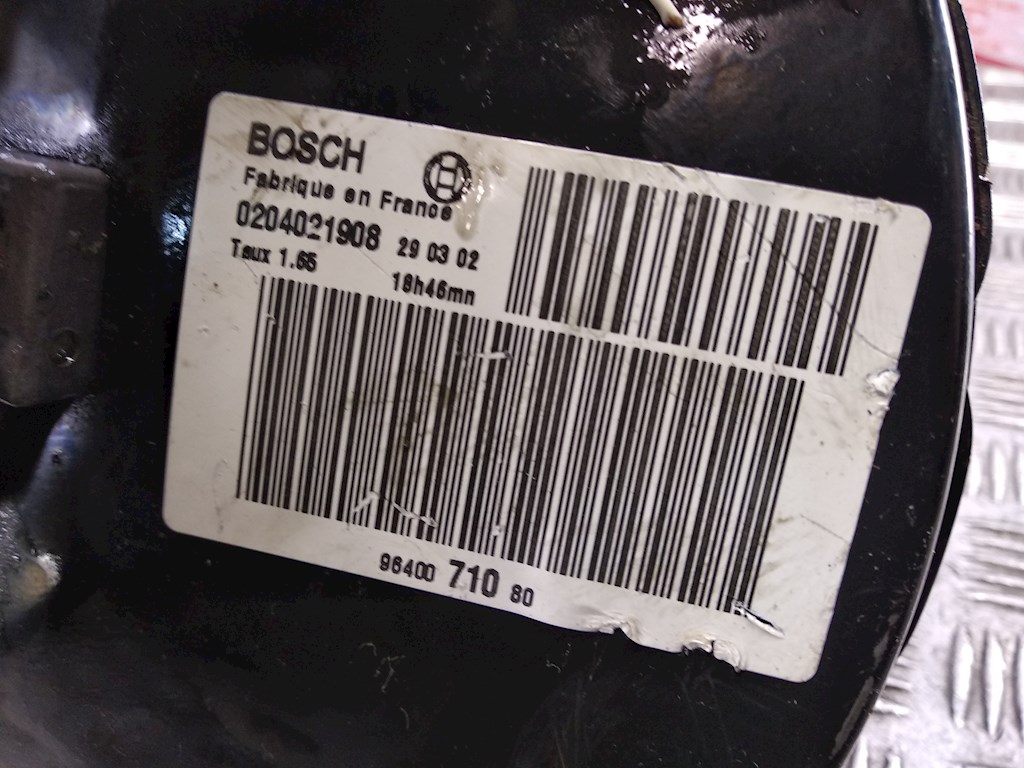 BOSCH
Fabrique en France
0204021908 29 03 02
Taux 1.65 18h46mn
96400 710 80